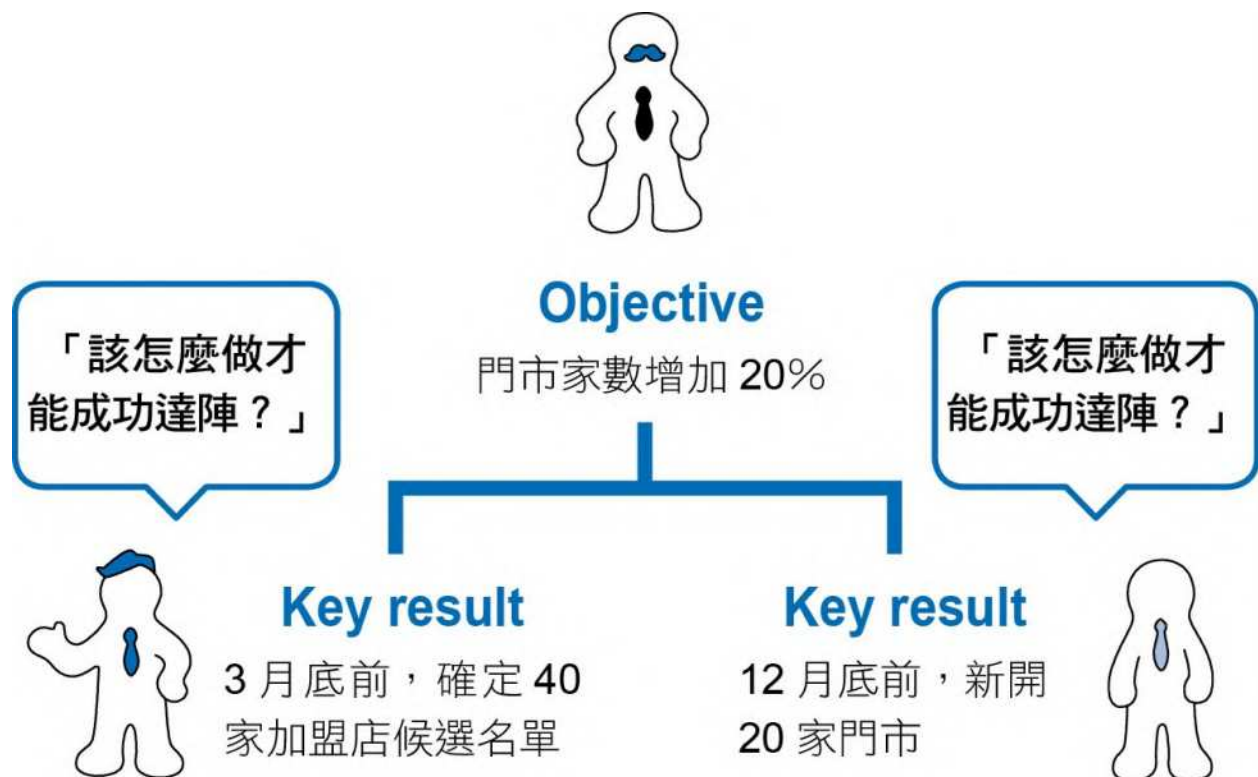 Objective
門市家數增加 20%
「該怎麼做才
能成功達陣？」
「該怎麼做才
能成功達陣？」
Key result
3 月底前，確定 40
家加盟店候選名單
Key result
12 月底前，新開
20 家門市